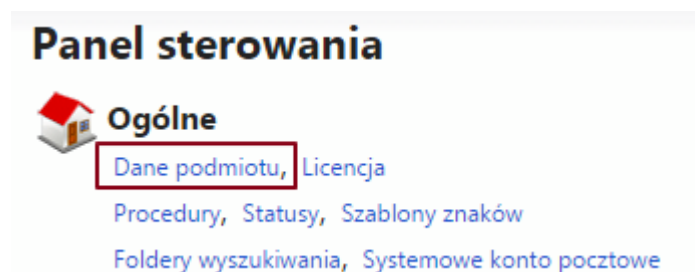 Panel sterowania
Ogólne
Dane podmiotu, Licencja
Procedury, Statusy, Szablony znaków
Foldery wyszukiwania, Systemowe konto pocztowe